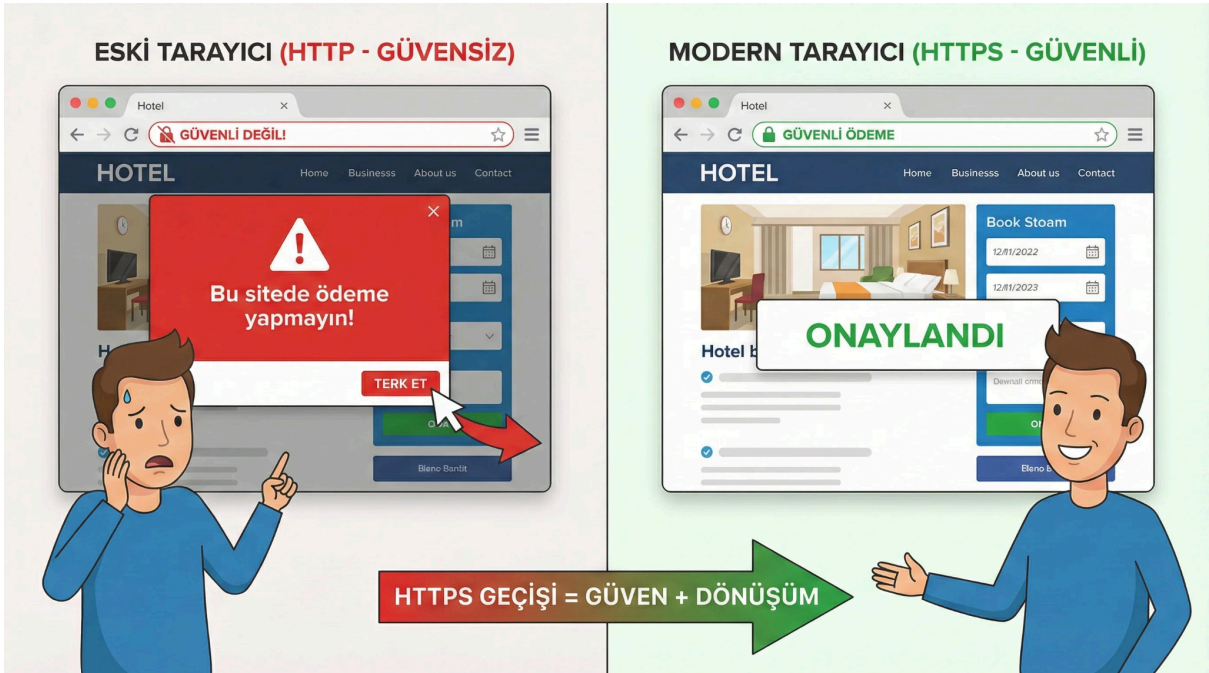 ESKİ TARAYICI (HTTP - GÜVENSİZ)
Hotel
GÜVENLİ DEĞİL!
HOTEL
Home Businesss About us Contact
Bu sitede ödeme
yapmayın!
TERK ET
Bleno Bantit
MODERN TARAYICI (HTTPS - GÜVENLİ)
Hotel
GÜVENLİ ÖDEME
HOTEL
Home Businesss About us Contact
Book Stoam
12/11/2022
12/11/2023
ONAYLANDI
Hotel
HTTPS GEÇİŞİ = GÜVEN + DÖNÜŞÜM